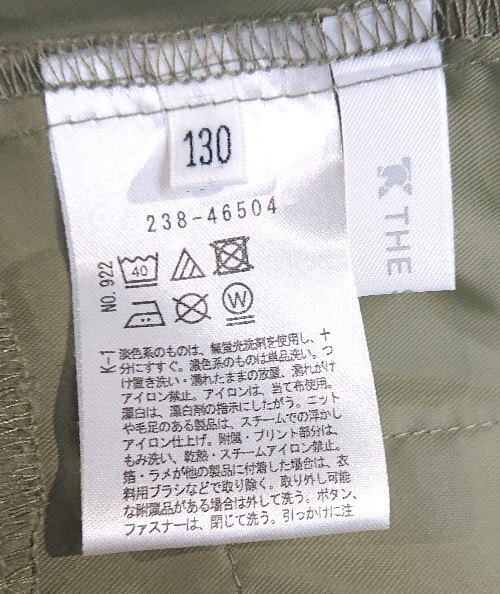 130
238-46504
40
W
NO. 922
K-1
淡色系のものは、無蛍光洗剤を使用し、十
分にすすぐ。濃色系のものは単品洗い。つ
け置き洗い・濡れたままの放置、濡れがけ
アイロン禁止。アイロンは、当て布使用。
漂白は、漂白剤の指示にしたがう。ニット
や毛足のある製品は、スチームでの浮かし
アイロン仕上げ。附属・プリント部分は、
もみ洗い、乾熱・スチームアイロン禁止。
箔・ラメが他の製品に付着した場合は、衣
料用ブラシなどで取り除く。取り外し可能
な附属品がある場合は外して洗う。ボタン、
ファスナーは、閉じて洗う。引っかけに注
THE